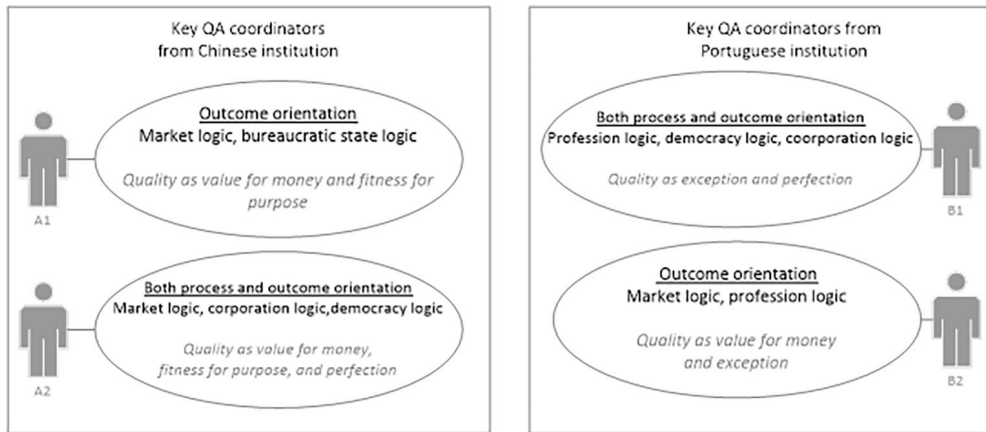 Key QA coordinators
from Chinese institution
Outcome orientation
Market logic, bureaucratic state logic
Quality as value for money and fitness for
purpose
A1
Both process and outcome orientation
Market logic, corporation logic,democracy logic
Quality as value for money,
fitness for purpose, and perfection
A2
Key QA coordinators from
Portuguese institution
Both process and outcome orientation
Profession logic, democracy logic, coorporation logic
Quality as exception and perfection
B1
Outcome orientation
Market logic, profession logic
Quality as value for money
and exception
B2